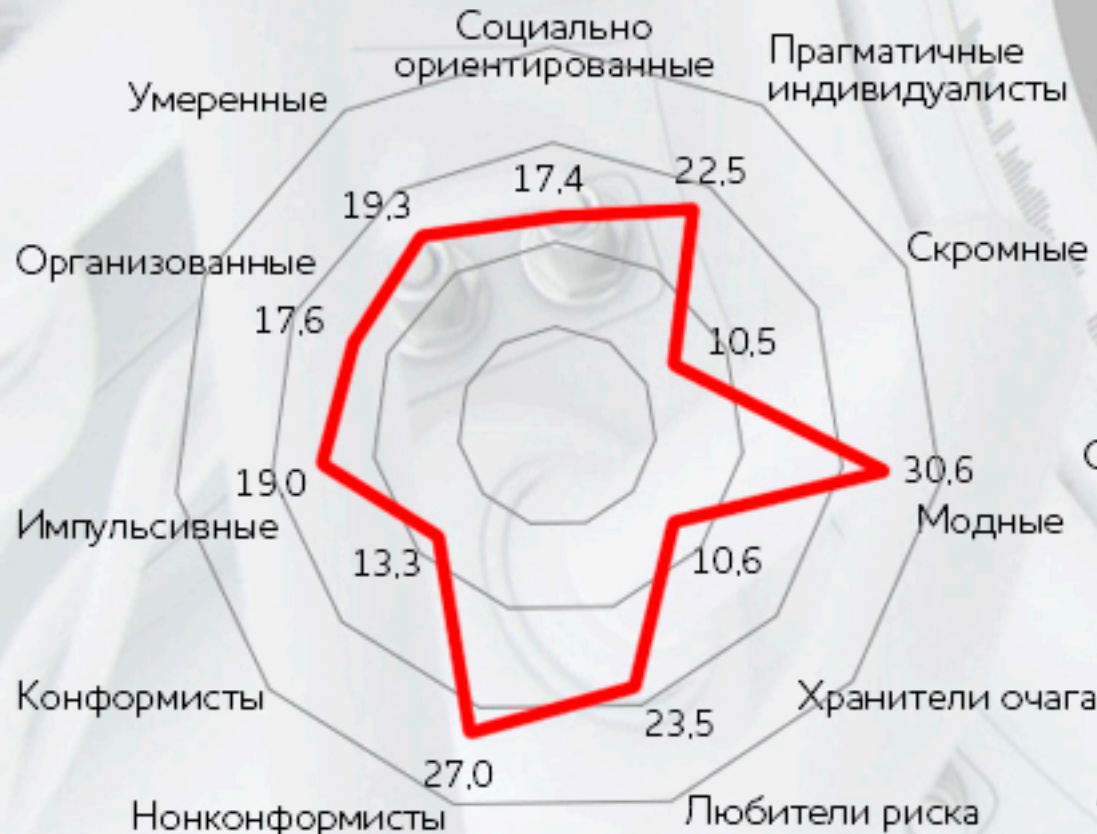 Социально
ориентированные
Прагматичные
индивидуалисты
Умеренные
22,5
17,4
19,3
Скромные
Организованные
17,6
10,5
30,6
19,0
Модные
Импульсивные
13,3
10,6
Конформисты
Хранители очага
23,5
27,0
Любители риска
Нонконформисты